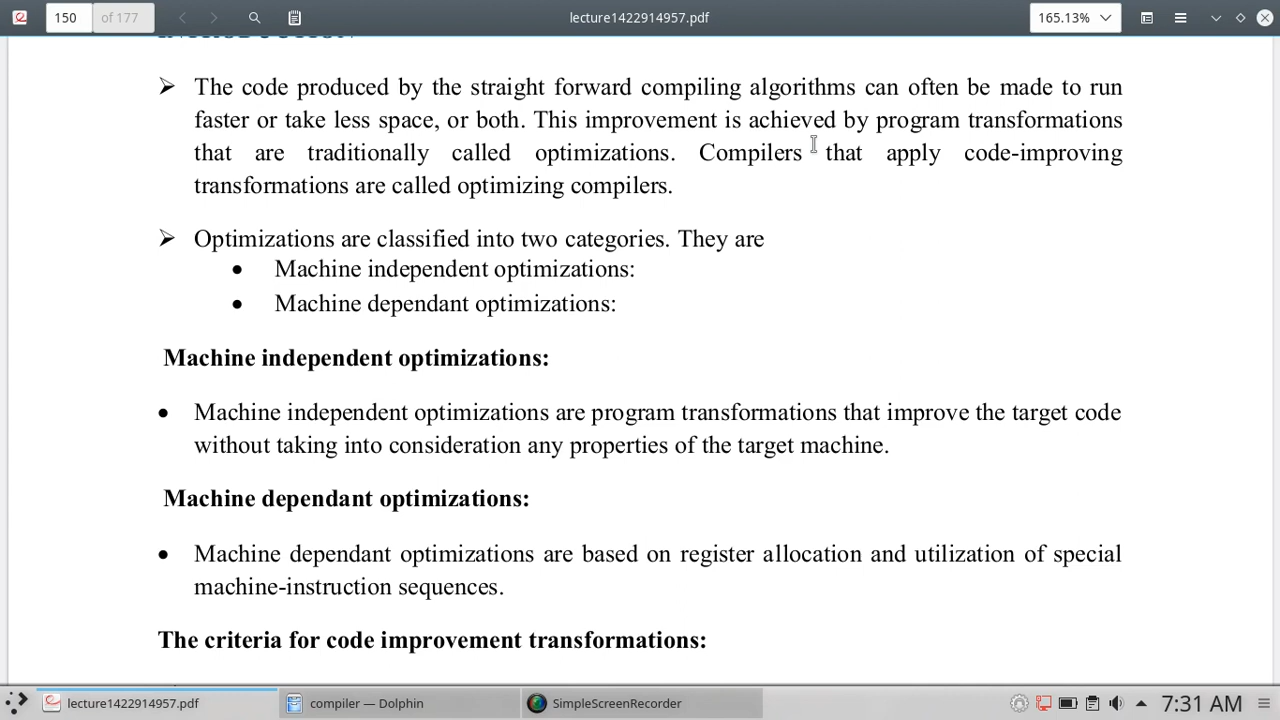 150 of 177 lecture1422914957.pdf 165.13%
➢ The code produced by the straight forward compiling algorithms can often be made to run
faster or take less space, or both. This improvement is achieved by program transformations
that are traditionally called optimizations. Compilers that apply code-improving
transformations are called optimizing compilers.
➢ Optimizations are classified into two categories. They are
• Machine independent optimizations:
• Machine dependant optimizations:
Machine independent optimizations:
• Machine independent optimizations are program transformations that improve the target code
without taking into consideration any properties of the target machine.
Machine dependant optimizations:
• Machine dependant optimizations are based on register allocation and utilization of special
machine-instruction sequences.
The criteria for code improvement transformations:
lecture1422914957.pdf compiler — Dolphin SimpleScreenRecorder 7:31 AM